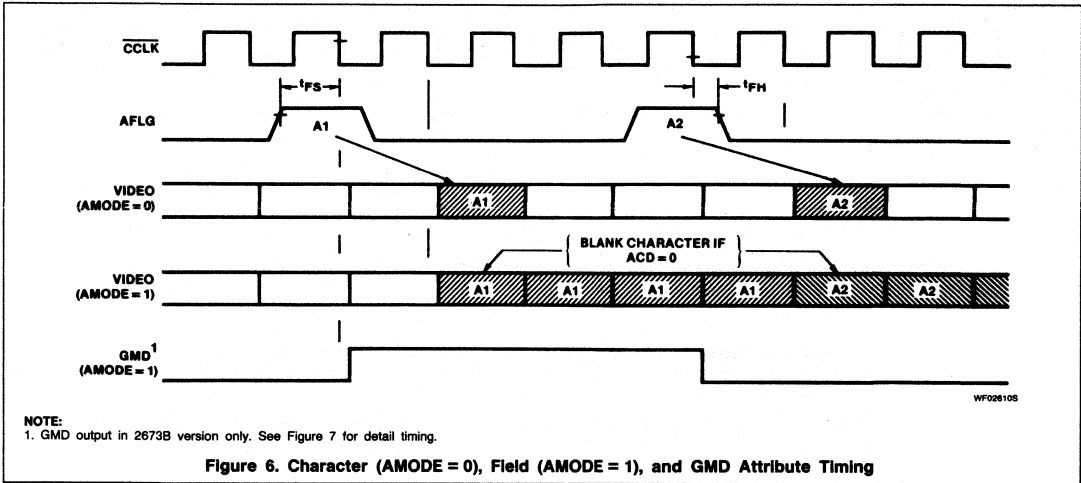 CCLK
tFS
tFH
AFLG
A1
A2
VIDEO
(AMODE = 0)
A1
A2
BLANK CHARACTER IF
ACD = 0
VIDEO
(AMODE = 1)
A1
A1
A1
A1
A2
A2
GMD1
(AMODE = 1)
WF02610S
NOTE:
1. GMD output in 2673B version only. See Figure 7 for detail timing.
Figure 6. Character (AMODE = 0), Field (AMODE = 1), and GMD Attribute Timing